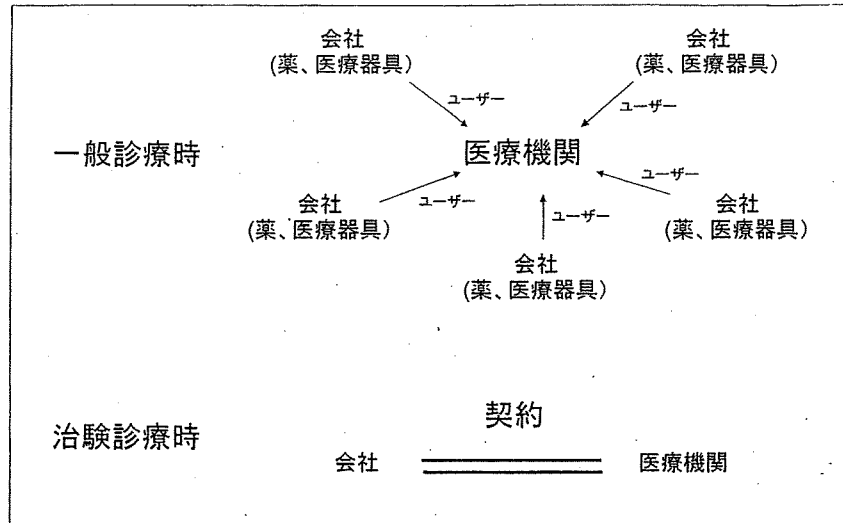 会社
(薬、医療器具)
会社
(薬、医療器具)
ユーザー
ユーザー
一般診療時
医療機関
ユーザー
会社
(薬、医療器具)
ユーザー
ユーザー
会社
(薬、医療器具)
会社
(薬、医療器具)
契約
治験診療時
会社
医療機関